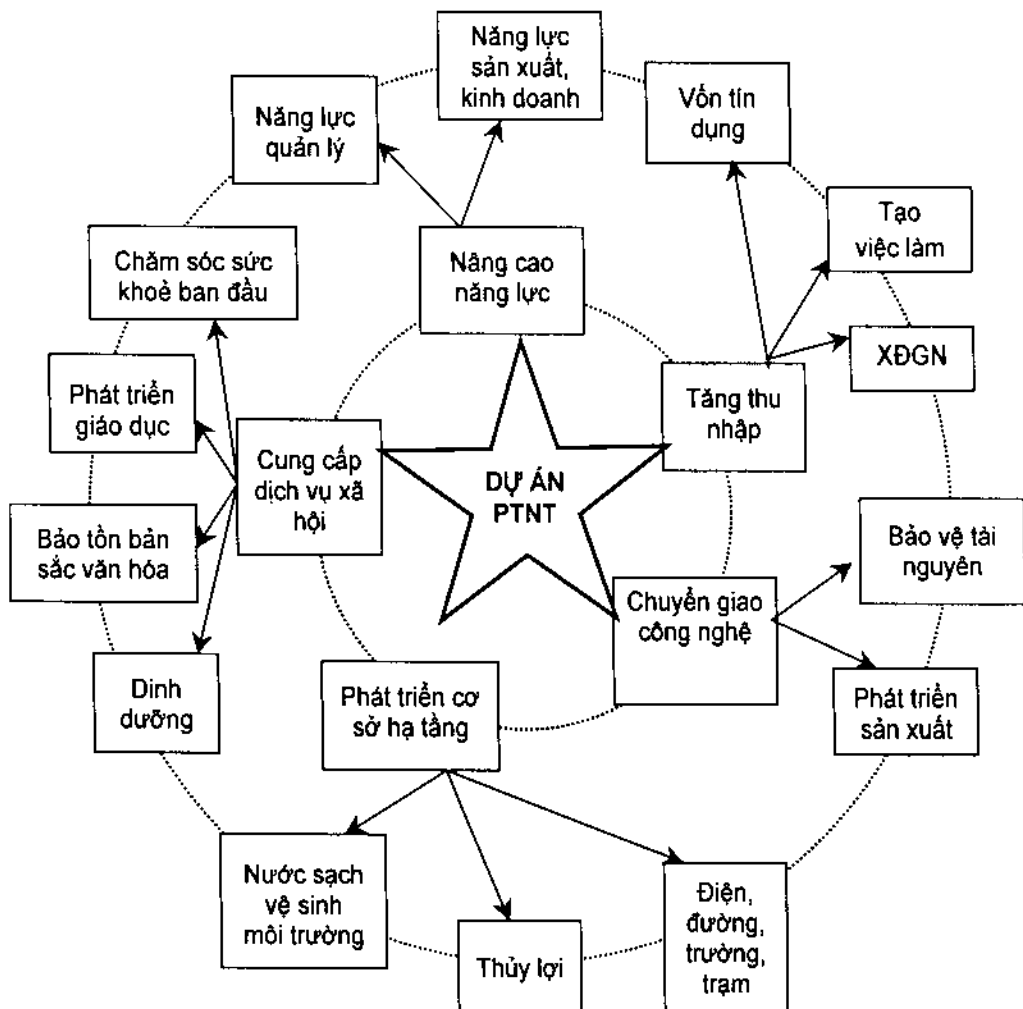 Năng lực
sản xuất,
kinh doanh
Vốn tín
dụng
Năng lực
quản lý
Tạo
việc làm
Chăm sóc sức
khoẻ ban đầu
Nâng cao
năng lực
XĐGN
Phát triển
giáo dục
Tăng thu
nhập
Cung cấp
dịch vụ xã
hội
DỰ ÁN
PTNT
Bảo tồn bản
sắc văn hóa
Bảo vệ tài
nguyên
Chuyển giao
công nghệ
Dinh
dưỡng
Phát triển cơ
sở hạ tầng
Phát triển
sản xuất
Nước sạch
vệ sinh
môi trường
Thủy lợi
Điện,
đường,
trường,
trạm